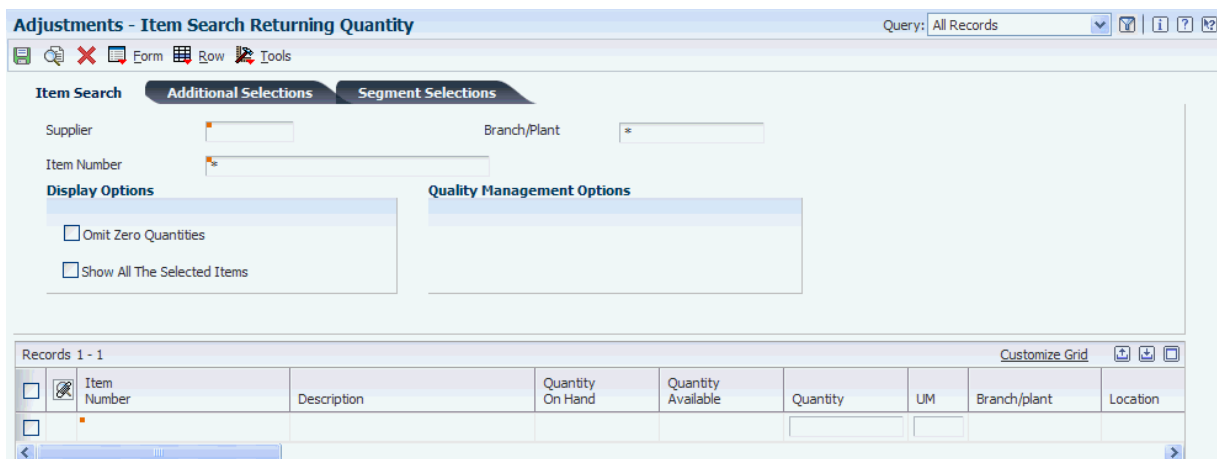 Adjustments - Item Search Returning Quantity
Query: All Records
Form Row Tools
Item Search Additional Selections Segment Selections
Supplier
Branch/Plant *
Item Number *
Display Options
Quality Management Options
Omit Zero Quantities
Show All The Selected Items
Records 1 - 1
Customize Grid
Item Number
Description
Quantity On Hand
Quantity Available
Quantity
UM
Branch/plant
Location